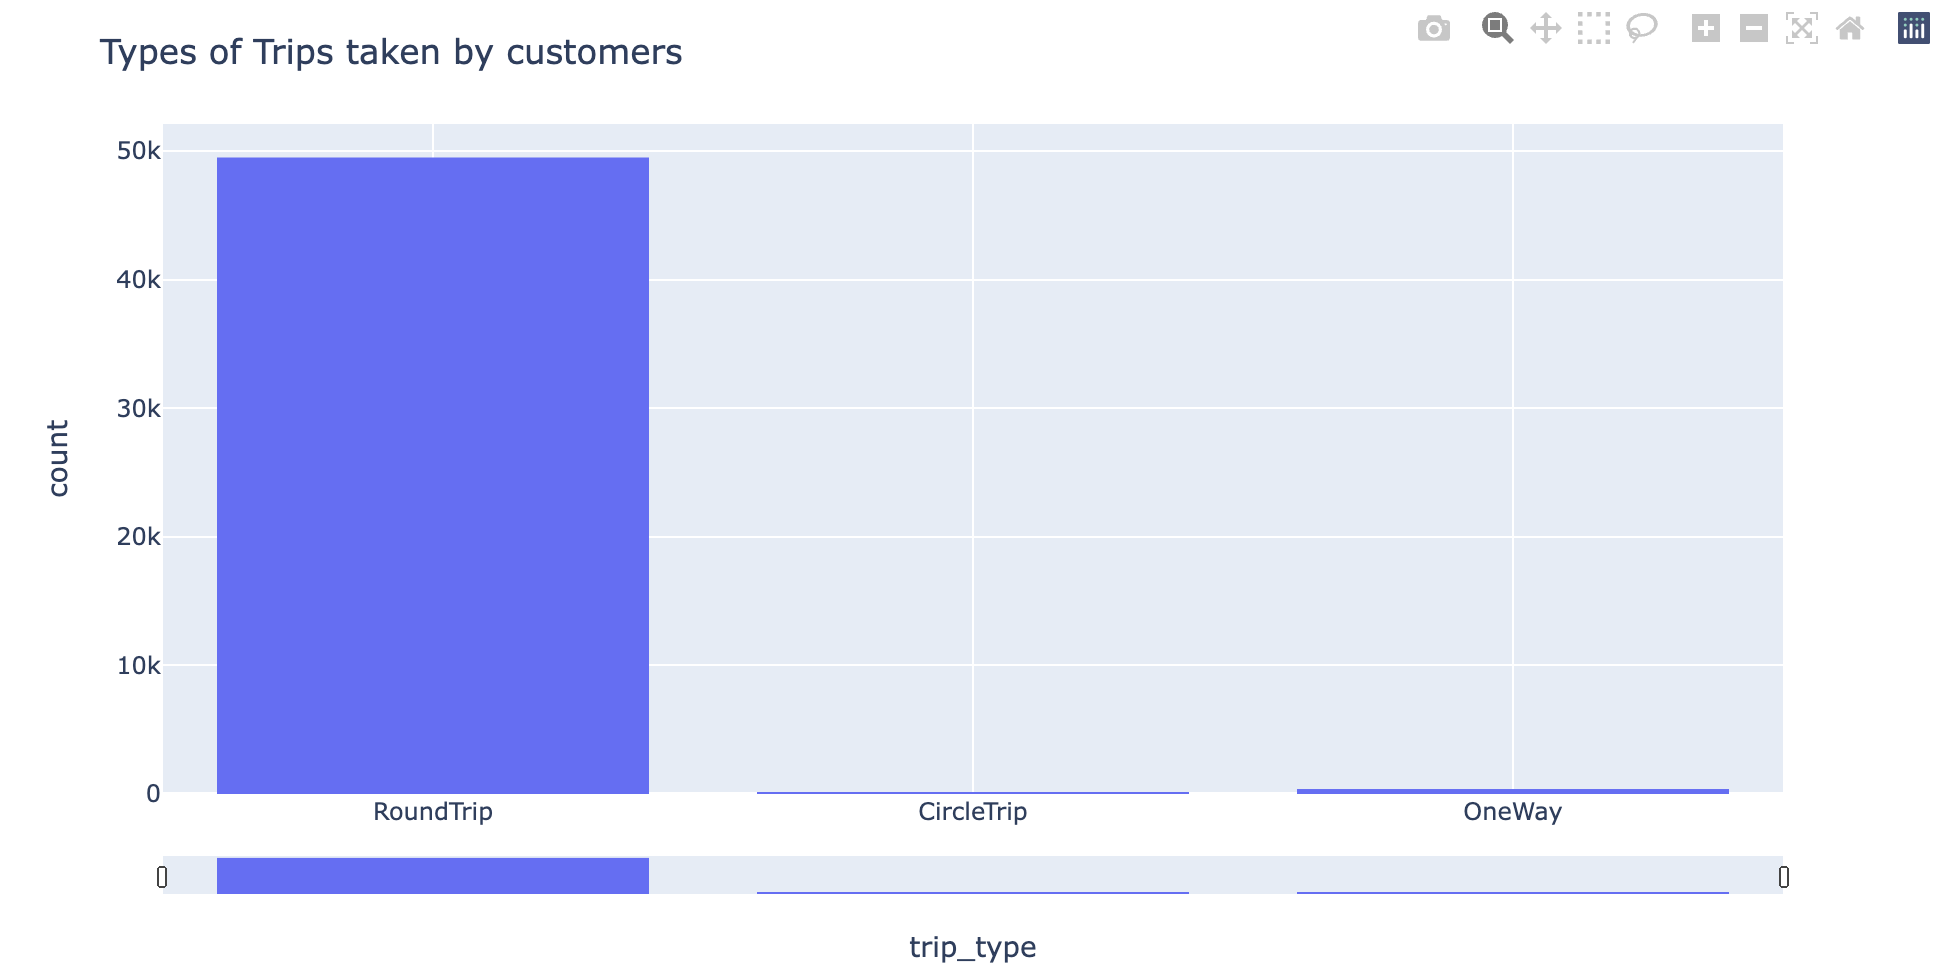 Types of Trips taken by customers
50k
40k
30k
20k
10k
0
count
RoundTrip
CircleTrip
OneWay
trip_type